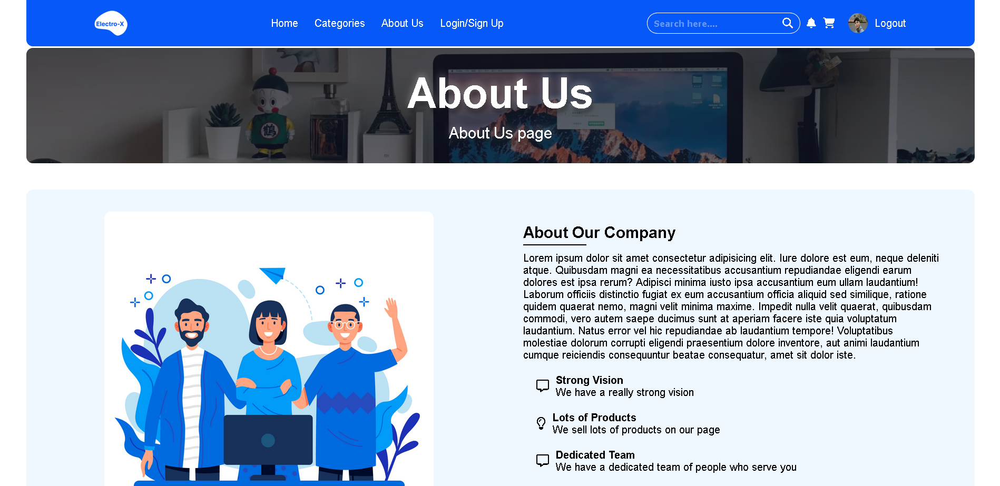 Electro-X
Home
Categories
About Us
Login/Sign Up
Search here....
Logout
About Us
About Us page
鶴
About Our Company
Lorem ipsum dolor sit amet consectetur adipisicing elit. Iure dolore est eum, neque deleniti
atque. Quibusdam magni ea necessitatibus accusantium repudiandae eligendi earum
dolores est ipsa rerum? Adipisci minima iusto ipsa accusantium eum ullam laudantium!
Laborum officiis distinctio fugiat ex eum accusantium officia aliquid sed similique, ratione
quidem quaerat nemo, magni velit minima maxime. Impedit nulla velit quaerat, quibusdam
commodi, vero autem saepe ducimus sunt at aperiam facere iste quia voluptatum
laudantium. Natus error vel hic repudiandae ab laudantium tempore! Voluptatibus
molestiae dolorum corrupti eligendi praesentium dolore inventore, aut animi laudantium
cumque reiciendis consequuntur beatae consequatur, amet sit dolor iste.
Strong Vision
We have a really strong vision
Lots of Products
We sell lots of products on our page
Dedicated Team
We have a dedicated team of people who serve you